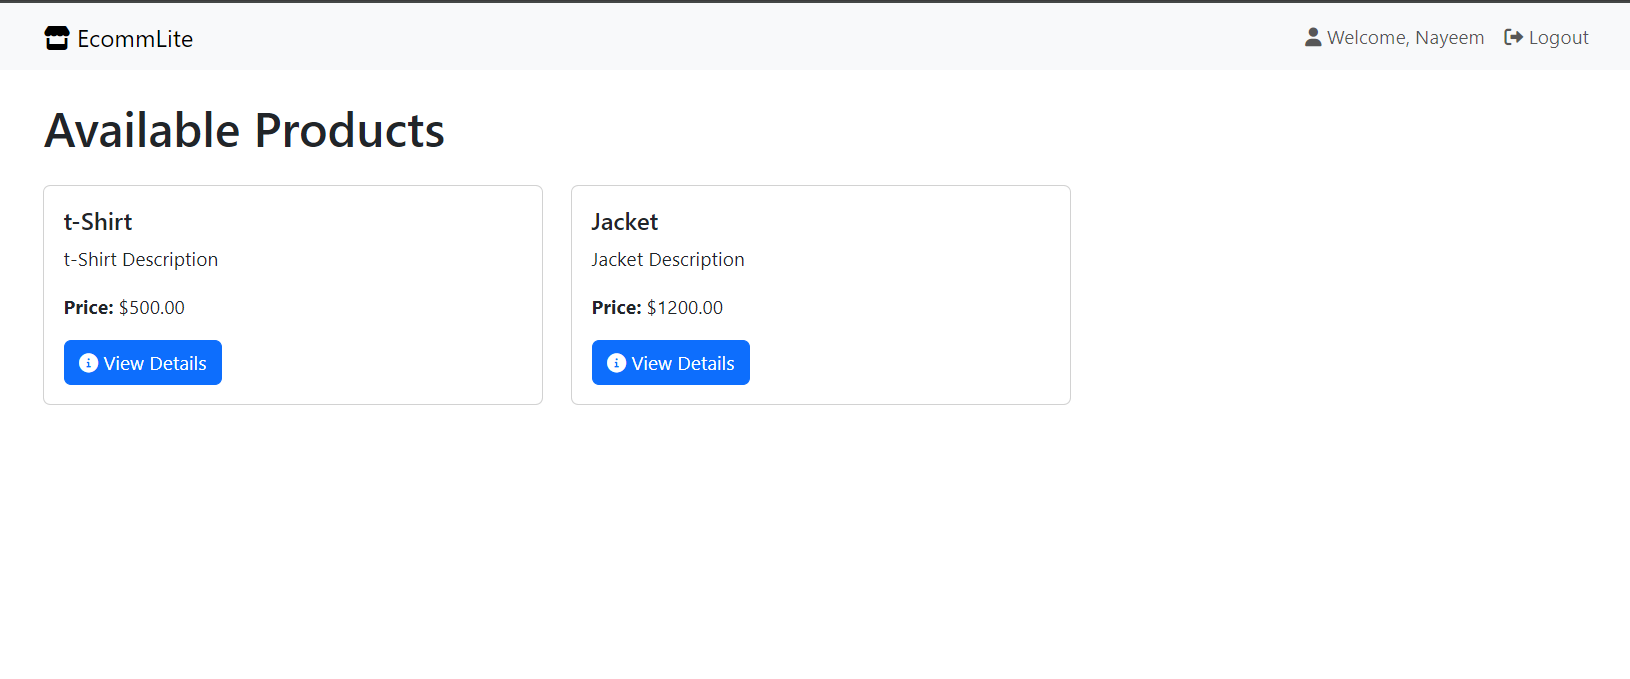 EcommLite
Welcome, Nayeem
Logout
Available Products
t-Shirt
t-Shirt Description
Price: $500.00
View Details
Jacket
Jacket Description
Price: $1200.00
View Details